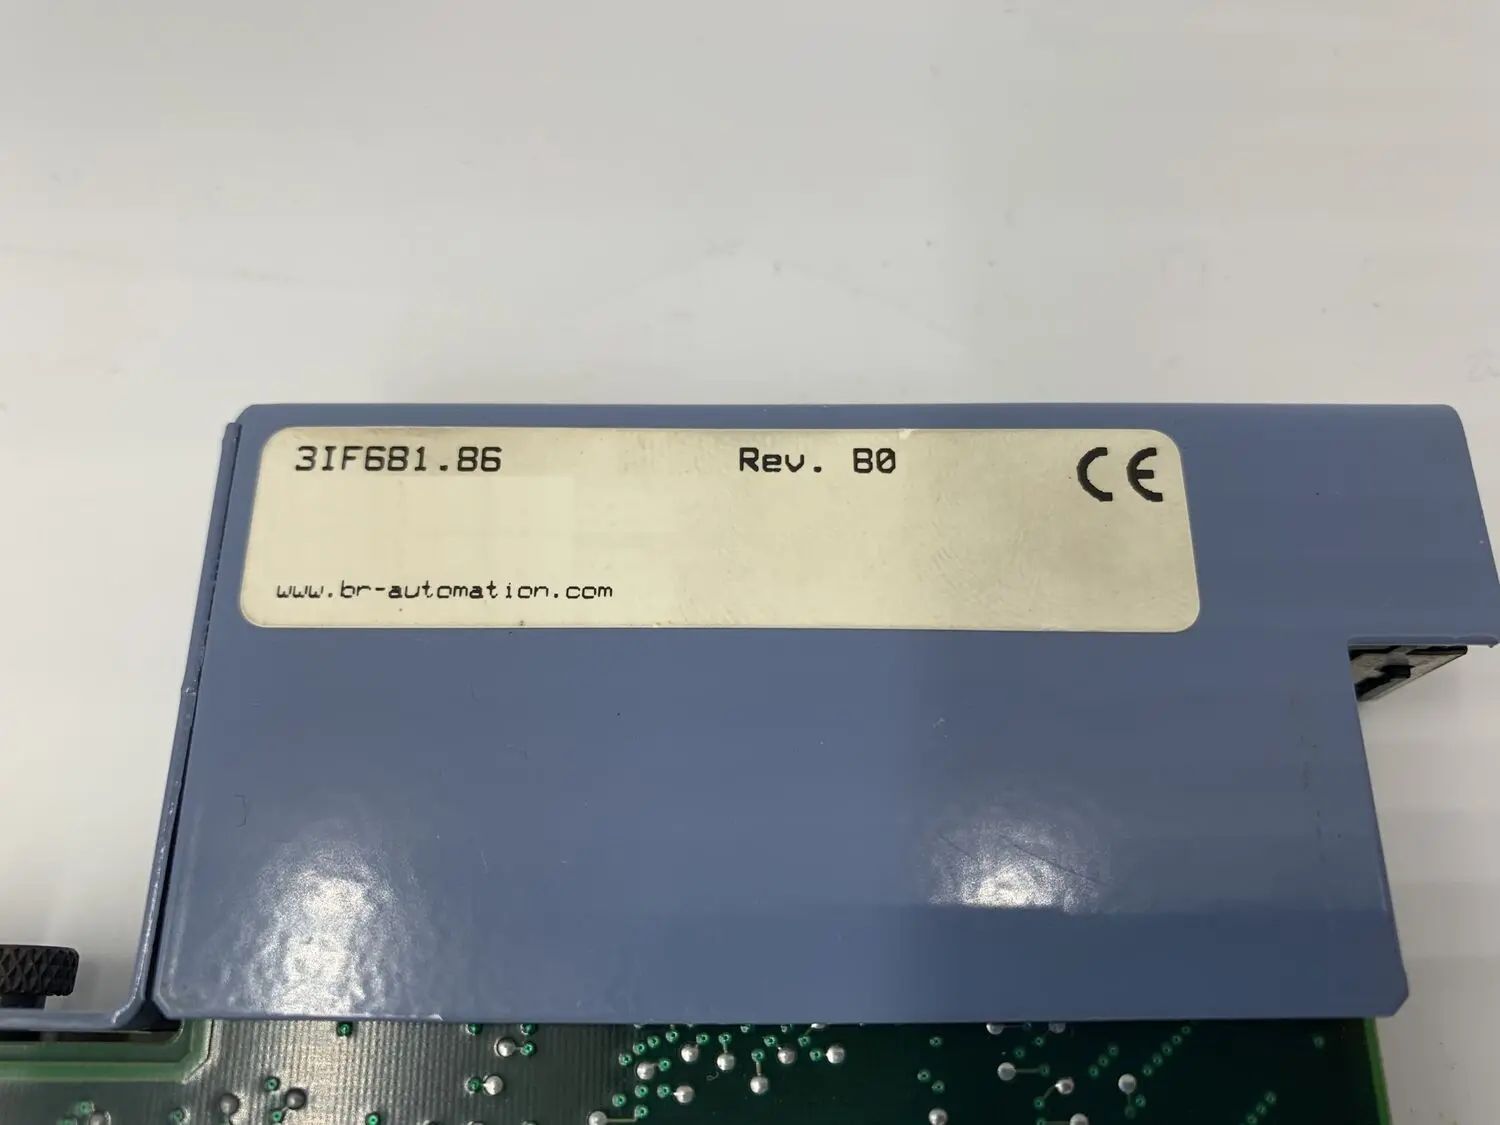 3IF681.86 Rev. B0 CE
www.br-automation.com